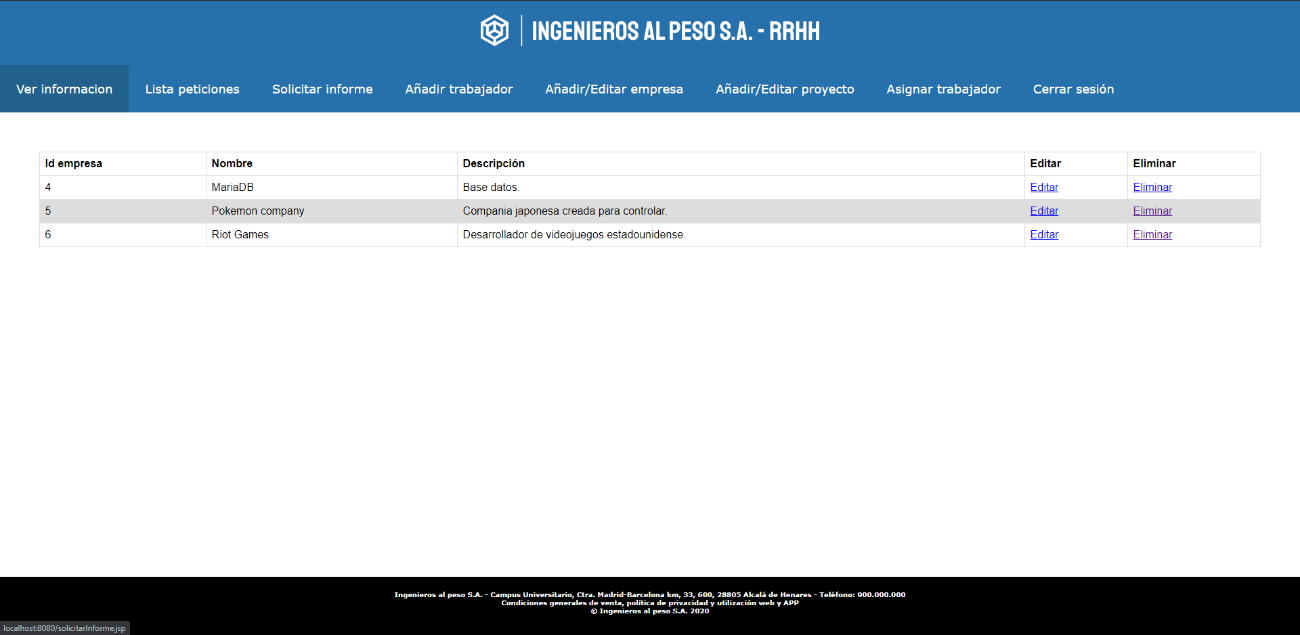 INGENIEROS AL PESO S.A. - RRHH
Ver informacion Lista peticiones Solicitar informe Añadir trabajador Añadir/Editar empresa Añadir/Editar proyecto Asignar trabajador Cerrar sesión
Id empresa Nombre Descripción Editar Eliminar
4 MariaDB Base datos. Editar Eliminar
5 Pokemon company Compania japonesa creada para controlar. Editar Eliminar
6 Riot Games Desarrollador de videojuegos estadounidense. Editar Eliminar
Ingenieros al peso S.A. - Campus Universitario, Ctra. Madrid-Barcelona km, 33, 600, 28805 Alcalá de Henares - Teléfono: 900.000.000
Condiciones generales de venta, política de privacidad y utilización web y APP
© Ingenieros al peso S.A. 2020
localhost:8080/solicitarInforme.jsp